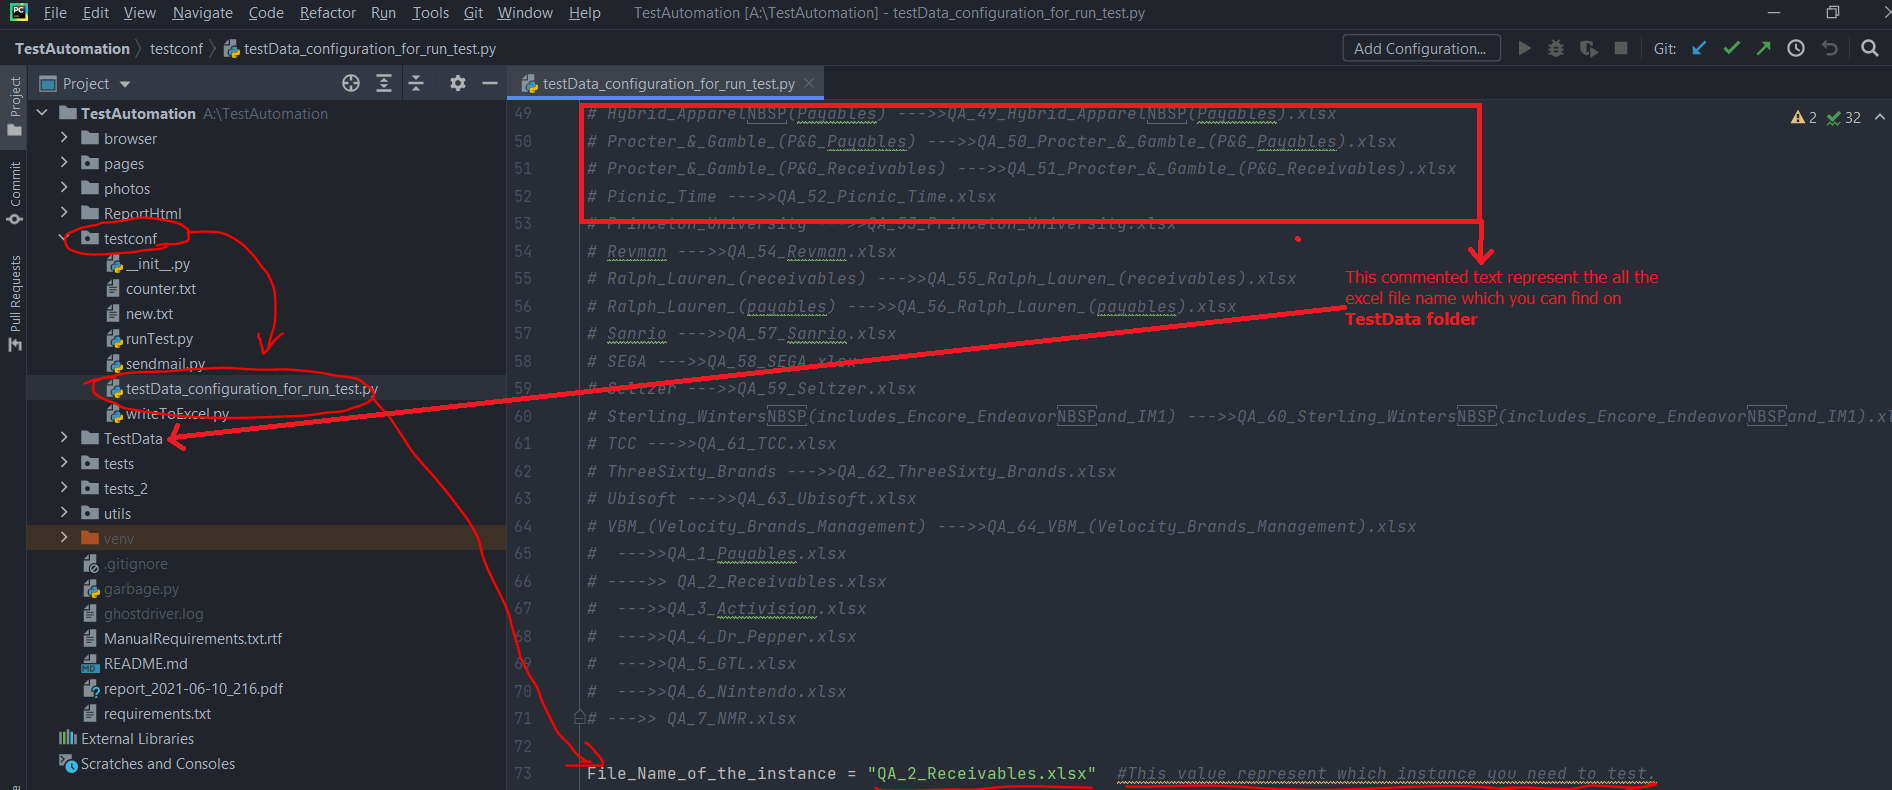 PC File Edit View Navigate Code Refactor Run Tools Git Window Help TestAutomation [A:\TestAutomation] - testData_configuration_for_run_test.py
TestAutomation testconf testData_configuration_for_run_test.py Add Configuration... Git:
Project
testData_configuration_for_run_test.py
Project
Commit
Pull Requests
TestAutomation A:\TestAutomation
browser
pages
photos
ReportHtml
testconf
__init__.py
counter.txt
new.txt
runTest.py
sendmail.py
testData_configuration_for_run_test.py
writeToExcel.py
TestData
tests
tests_2
utils
venv
.gitignore
garbage.py
ghostdriver.log
ManualRequirements.txt.rtf
README.md
report_2021-06-10_216.pdf
requirements.txt
External Libraries
Scratches and Consoles
2 32
49 # Hybrid_ApparelNBSP(Payables) --->>QA_49_Hybrid_ApparelNBSP(Payables).xlsx
50 # Procter_&_Gamble_(P&G_Payables) --->>QA_50_Procter_&_Gamble_(P&G_Payables).xlsx
51 # Procter_&_Gamble_(P&G_Receivables) --->>QA_51_Procter_&_Gamble_(P&G_Receivables).xlsx
52 # Picnic_Time --->>QA_52_Picnic_Time.xlsx
53 # Princeton_University --->>QA_53_Princeton_University.xlsx
54 # Revman --->>QA_54_Revman.xlsx
55 # Ralph_Lauren_(receivables) --->>QA_55_Ralph_Lauren_(receivables).xlsx
56 # Ralph_Lauren_(payables) --->>QA_56_Ralph_Lauren_(payables).xlsx
57 # Sanrio --->>QA_57_Sanrio.xlsx
58 # SEGA --->>QA_58_SEGA.xlsx
59 # Seltzer --->>QA_59_Seltzer.xlsx
60 # Sterling_WintersNBSP(includes_Encore_EndeavorNBSPand_IM1) --->>QA_60_Sterling_WintersNBSP(includes_Encore_EndeavorNBSPand_IM1).xl
61 # TCC --->>QA_61_TCC.xlsx
62 # ThreeSixty_Brands --->>QA_62_ThreeSixty_Brands.xlsx
63 # Ubisoft --->>QA_63_Ubisoft.xlsx
64 # VBM_(Velocity_Brands_Management) --->>QA_64_VBM_(Velocity_Brands_Management).xlsx
65 # --->>QA_1_Payables.xlsx
66 # ---->> QA_2_Receivables.xlsx
67 # --->>QA_3_Activision.xlsx
68 # --->>QA_4_Dr_Pepper.xlsx
69 # --->>QA_5_GTL.xlsx
70 # --->>QA_6_Nintendo.xlsx
71 # --->> QA_7_NMR.xlsx
72
73 File_Name_of_the_instance = "QA_2_Receivables.xlsx" #This value represent which instance you need to test.
This commented text represent the all the
excel file name which you can find on
TestData folder